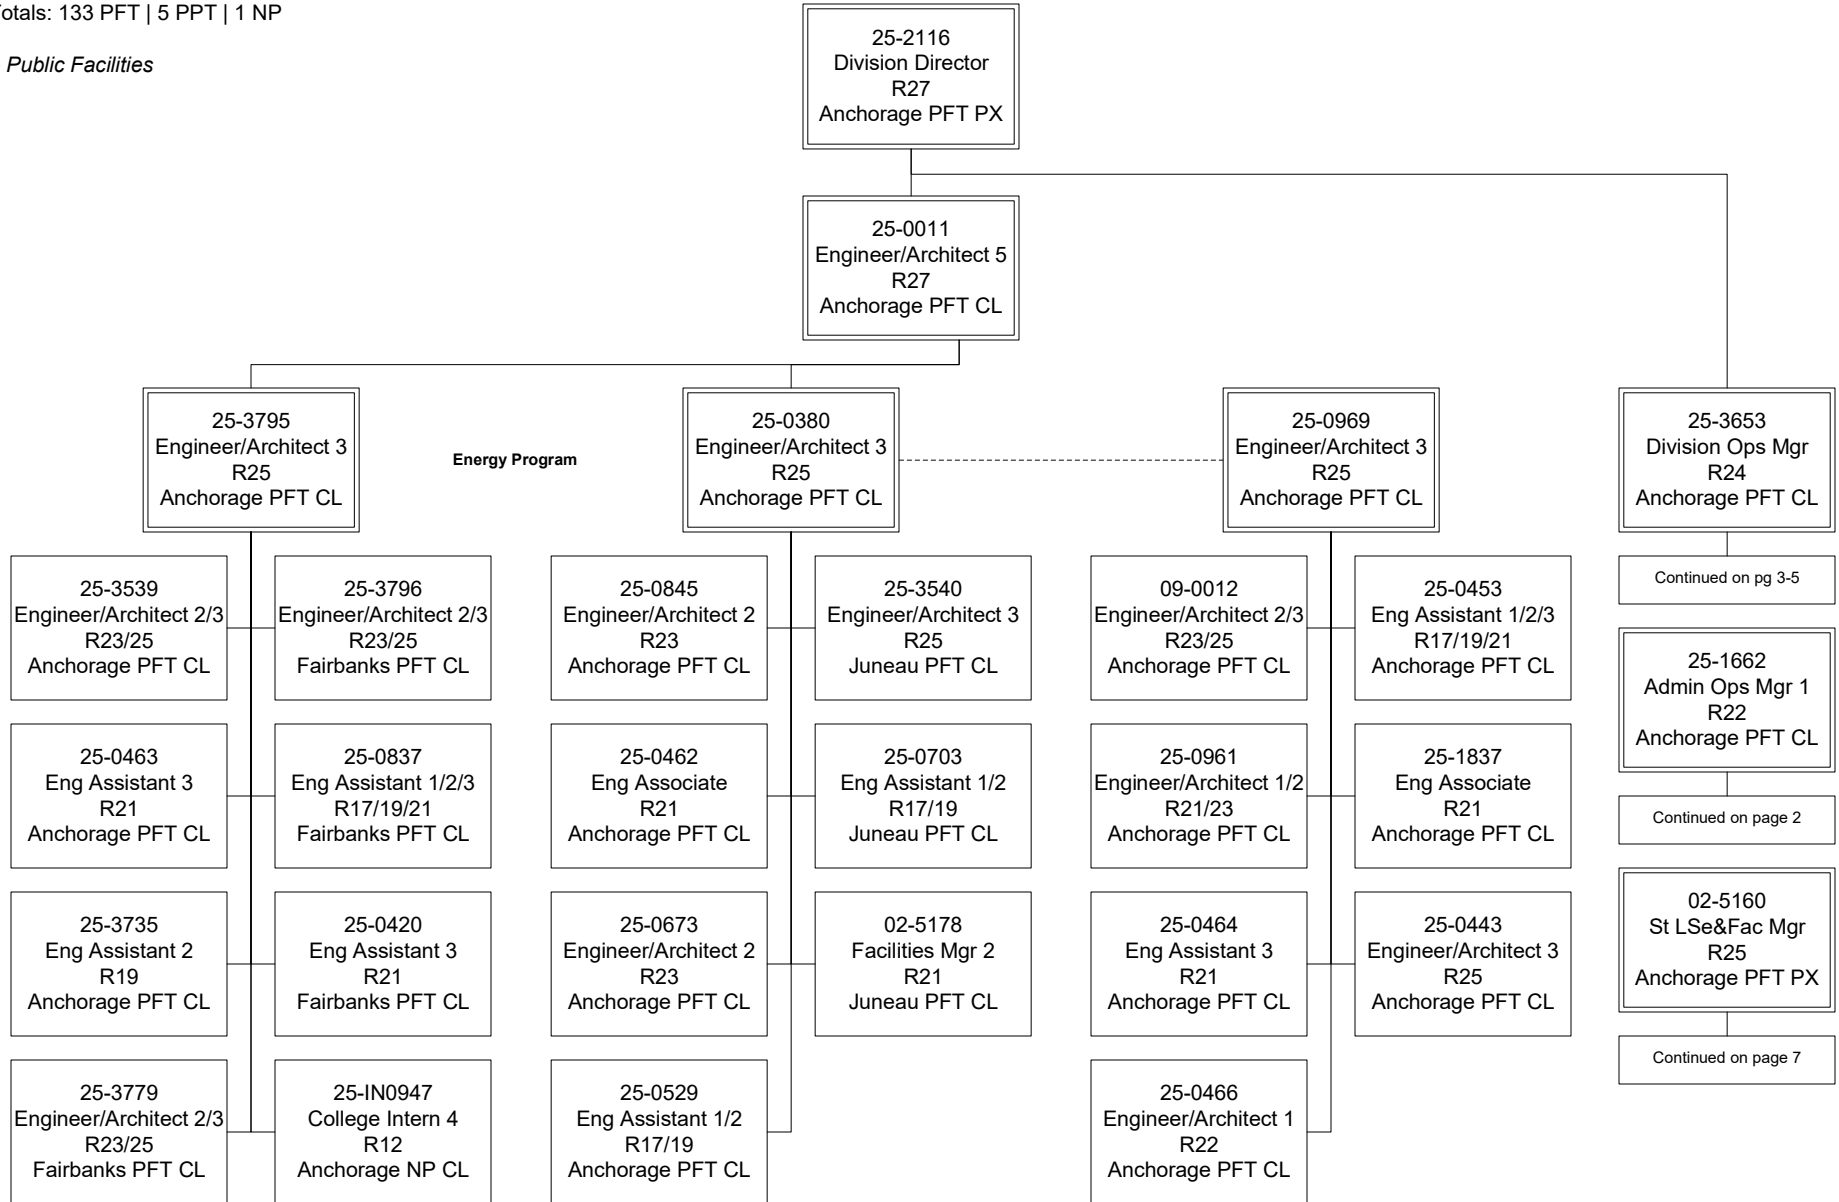 otals: 133 PFT | 5 PPT | 1 NP
Public Facilities
25-2116
Division Director
R27
Anchorage PFT PX
25-0011
Engineer/Architect 5
R27
Anchorage PFT CL
25-3795
Engineer/Architect 3
R25
Anchorage PFT CL
Energy Program
25-0380
Engineer/Architect 3
R25
Anchorage PFT CL
25-0969
Engineer/Architect 3
R25
Anchorage PFT CL
25-3653
Division Ops Mgr
R24
Anchorage PFT CL
25-3539
Engineer/Architect 2/3
R23/25
Anchorage PFT CL
25-3796
Engineer/Architect 2/3
R23/25
Fairbanks PFT CL
25-0845
Engineer/Architect 2
R23
Anchorage PFT CL
25-3540
Engineer/Architect 3
R25
Juneau PFT CL
09-0012
Engineer/Architect 2/3
R23/25
Anchorage PFT CL
25-0453
Eng Assistant 1/2/3
R17/19/21
Anchorage PFT CL
Continued on pg 3-5
25-1662
Admin Ops Mgr 1
R22
Anchorage PFT CL
25-0463
Eng Assistant 3
R21
Anchorage PFT CL
25-0837
Eng Assistant 1/2/3
R17/19/21
Fairbanks PFT CL
25-0462
Eng Associate
R21
Anchorage PFT CL
25-0703
Eng Assistant 1/2
R17/19
Juneau PFT CL
25-0961
Engineer/Architect 1/2
R21/23
Anchorage PFT CL
25-1837
Eng Associate
R21
Anchorage PFT CL
Continued on page 2
25-3735
Eng Assistant 2
R19
Anchorage PFT CL
25-0420
Eng Assistant 3
R21
Fairbanks PFT CL
25-0673
Engineer/Architect 2
R23
Anchorage PFT CL
02-5178
Facilities Mgr 2
R21
Juneau PFT CL
25-0464
Eng Assistant 3
R21
Anchorage PFT CL
25-0443
Engineer/Architect 3
R25
Anchorage PFT CL
02-5160
St LSe&Fac Mgr
R25
Anchorage PFT PX
Continued on page 7
25-3779
Engineer/Architect 2/3
R23/25
Fairbanks PFT CL
25-IN0947
College Intern 4
R12
Anchorage NP CL
25-0529
Eng Assistant 1/2
R17/19
Anchorage PFT CL
25-0466
Engineer/Architect 1
R22
Anchorage PFT CL